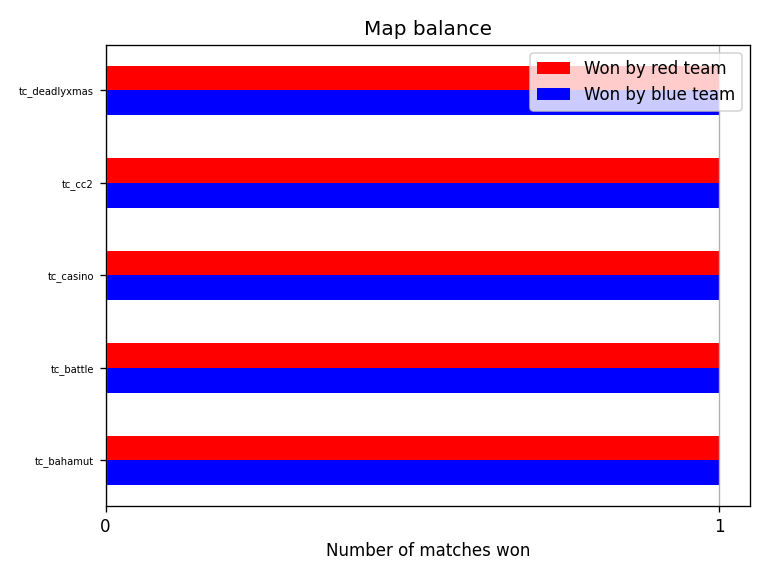 Map balance
Won by red team
Won by blue team
tc_deadlyxmas
tc_cc2
tc_casino
tc_battle
tc_bahamut
0
1
Number of matches won